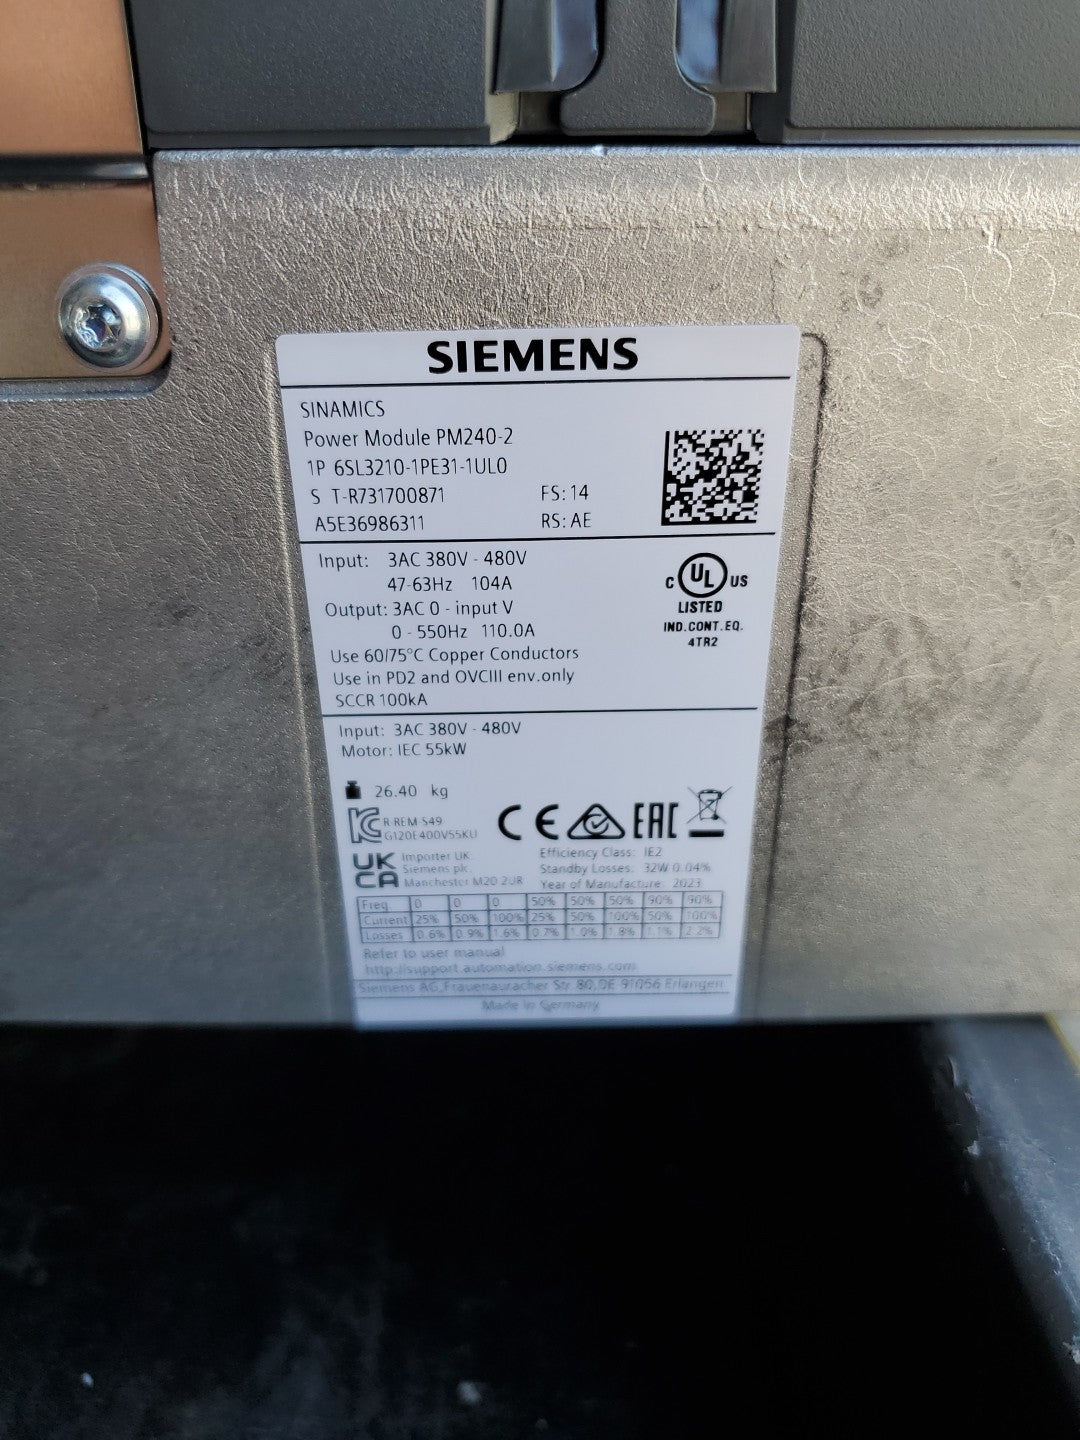 SIEMENS
SINAMICS
Power Module PM240-2
1P 6SL3210-1PE31-1UL0
S T-R731700871 FS: 14
A5E36986311 RS: AE
Input: 3AC 380V - 480V
47-63Hz 104A
Output: 3AC 0 - input V
0 - 550Hz 110.0A
Use 60/75°C Copper Conductors
Use in PD2 and OVCIII env.only
SCCR 100kA
C UL US
LISTED
IND.CONT.EQ.
4TR2
Input: 3AC 380V - 480V
Motor: IEC 55kW
26.40 kg
R-REM-S49
G120E400V55KU
CE EAC
UK
CA
Importer UK:
Siemens plc
Manchester M20 2UR
Efficiency Class: IE2
Standby Losses: 32W 0.04%
Year of Manufacture: 2023
Freq 0 0 0 50% 50% 50% 90% 90%
Current 25% 50% 100% 25% 50% 100% 50% 100%
Losses 0.6% 0.9% 1.6% 0.7% 1.0% 1.8% 1.1% 2.2%
Refer to user manual
http://support.automation.siemens.com
Siemens AG,Frauenauracher Str. 80,DE 91056 Erlangen
Made in Germany